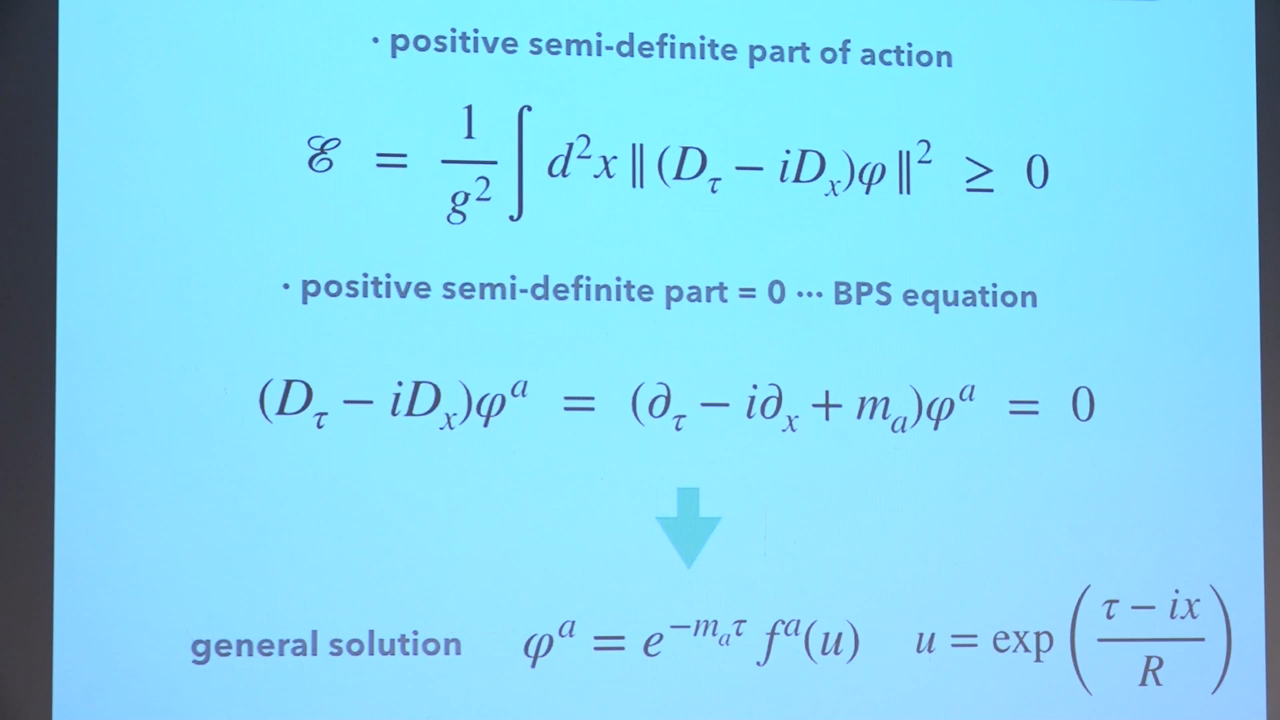 · positive semi-definite part of action
ℰ = 1/g² ∫ d²x ‖ (D_τ − iD_x)φ ‖² ≥ 0
· positive semi-definite part = 0 ··· BPS equation
(D_τ − iD_x)φ^a = (∂_τ − i∂_x + m_a)φ^a = 0
general solution φ^a = e^{−m_aτ} f^a(u) u = exp((τ − ix)/R)